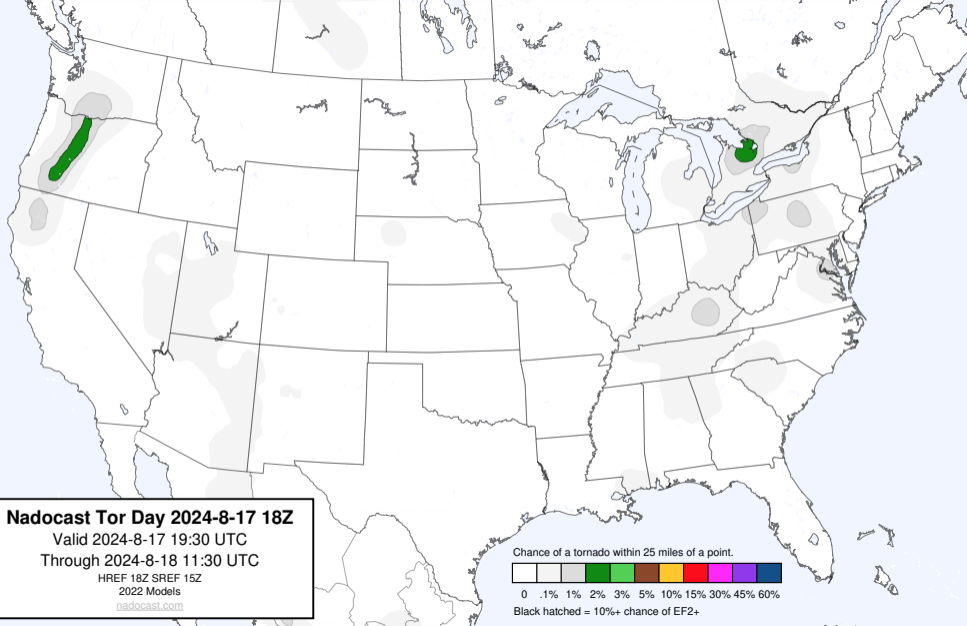 Nadocast Tor Day 2024-8-17 18Z
Valid 2024-8-17 19:30 UTC
Through 2024-8-18 11:30 UTC
HREF 18Z SREF 15Z
2022 Models
nadocast.com
Chance of a tornado within 25 miles of a point.
0 .1% 1% 2% 3% 5% 10% 15% 30% 45% 60%
Black hatched = 10%+ chance of EF2+